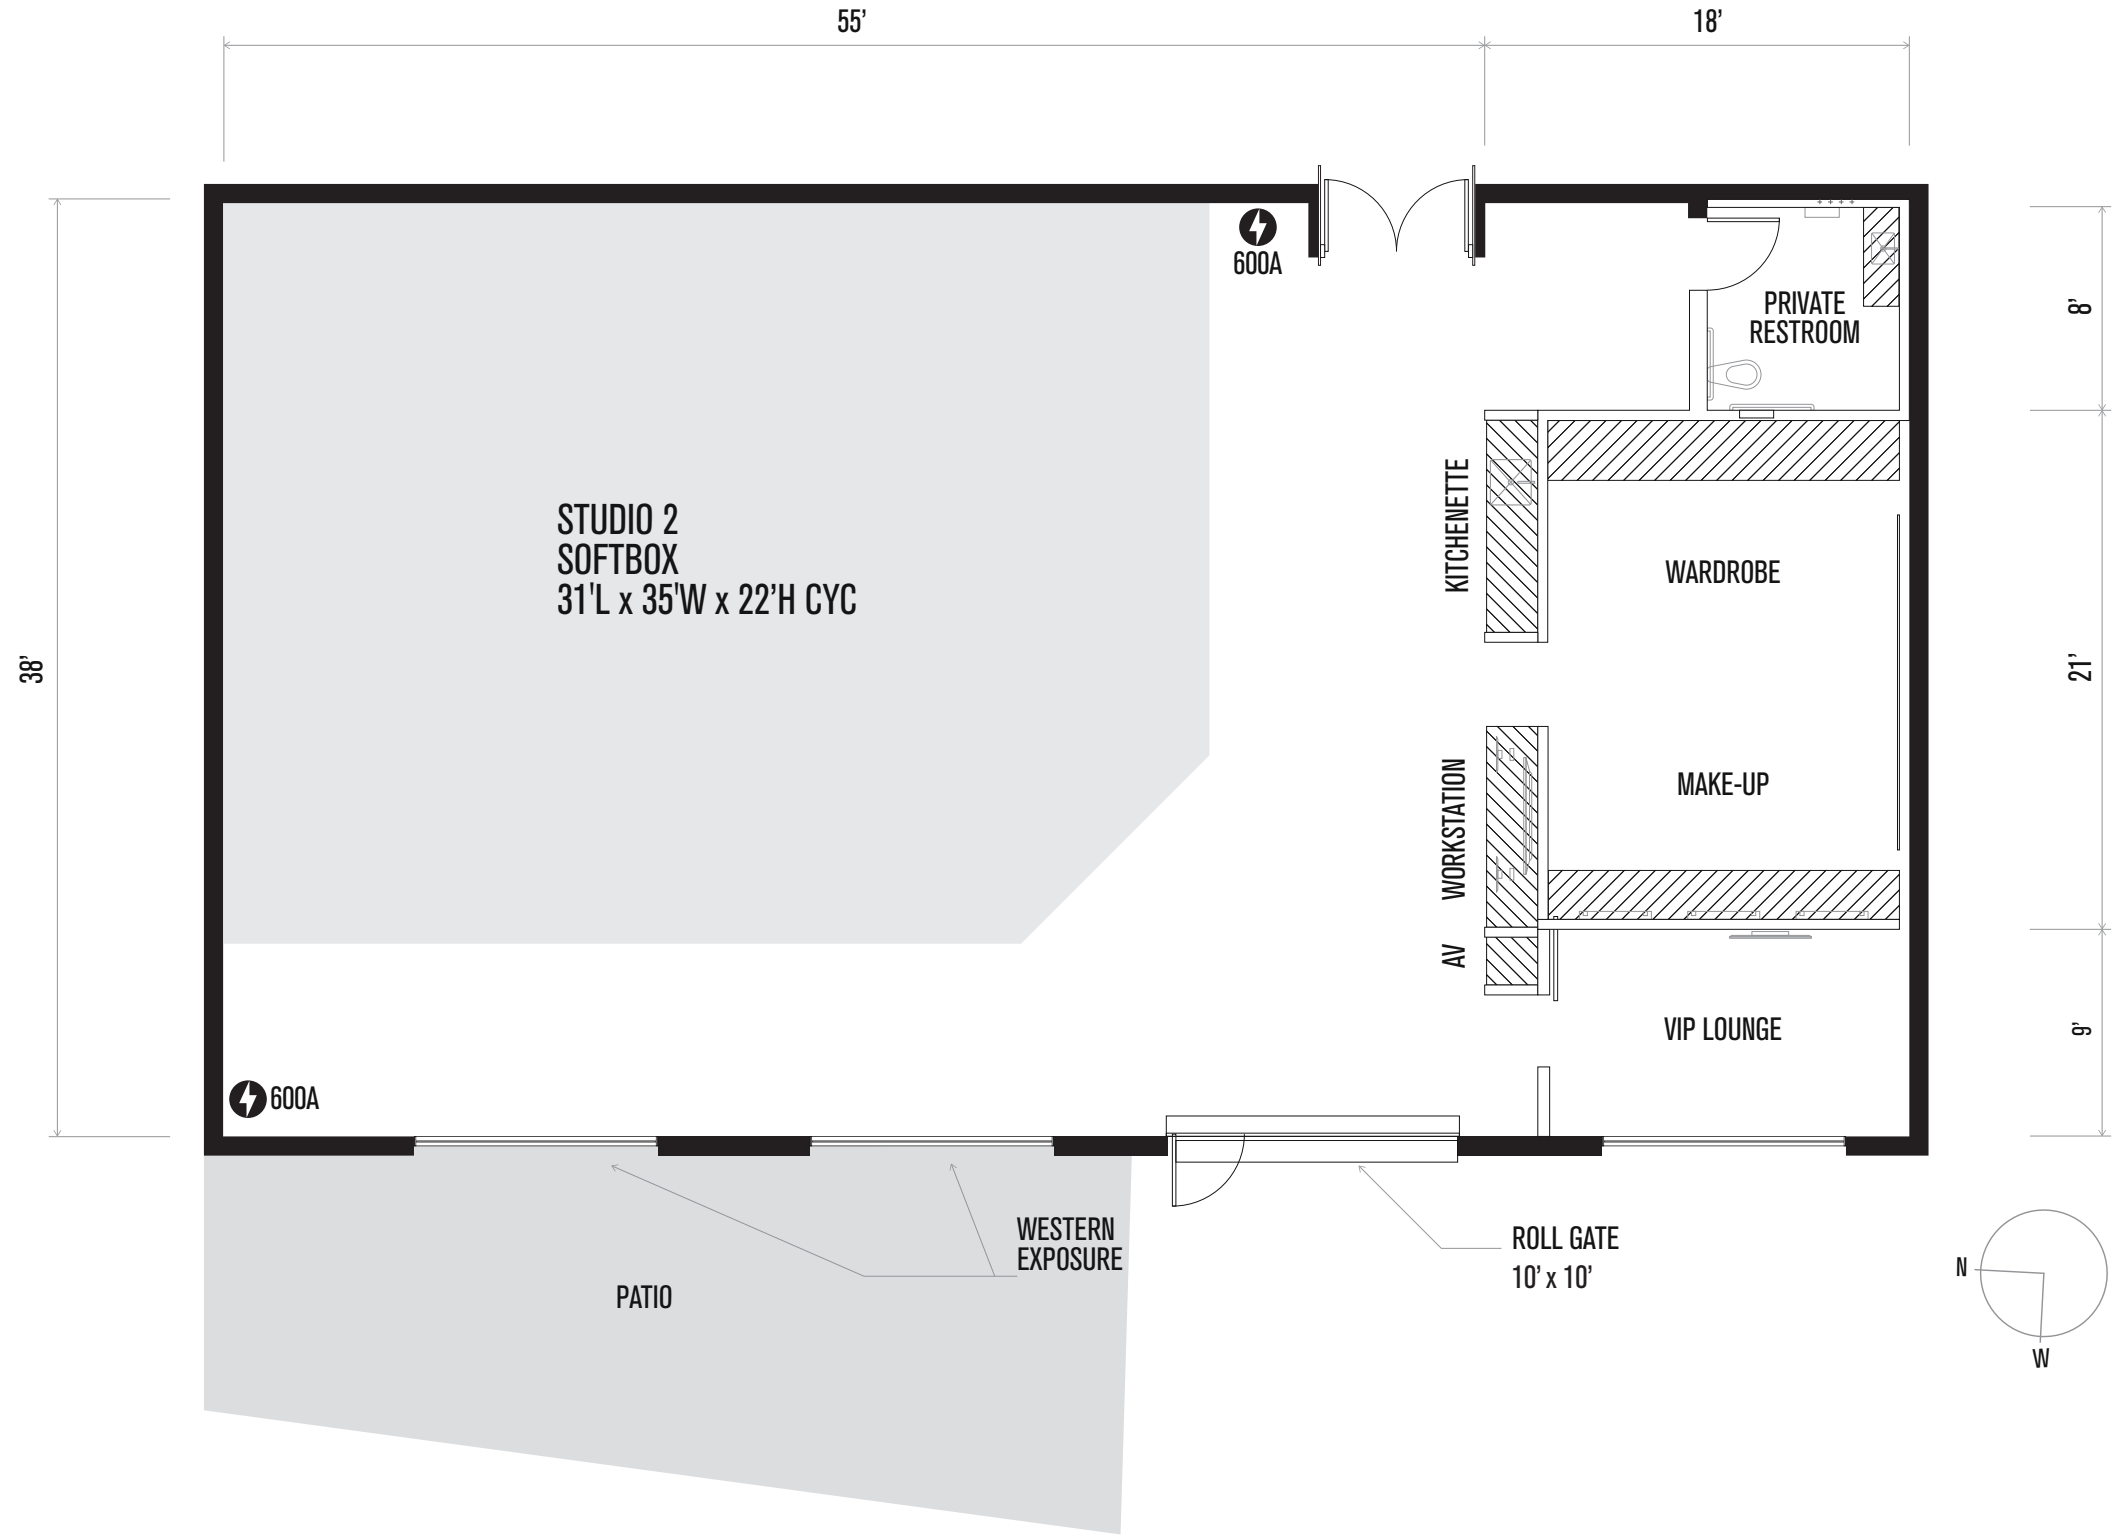 55’
18’
600A
PRIVATE
RESTROOM
8’
KITCHENETTE
STUDIO 2
SOFTBOX
31'L x 35'W x 22’H CYC
WARDROBE
38’
21’
MAKE-UP
WORKSTATION
AV
VIP LOUNGE
9’
600A
WESTERN
EXPOSURE
PATIO
ROLL GATE
10’ x 10’
N
W